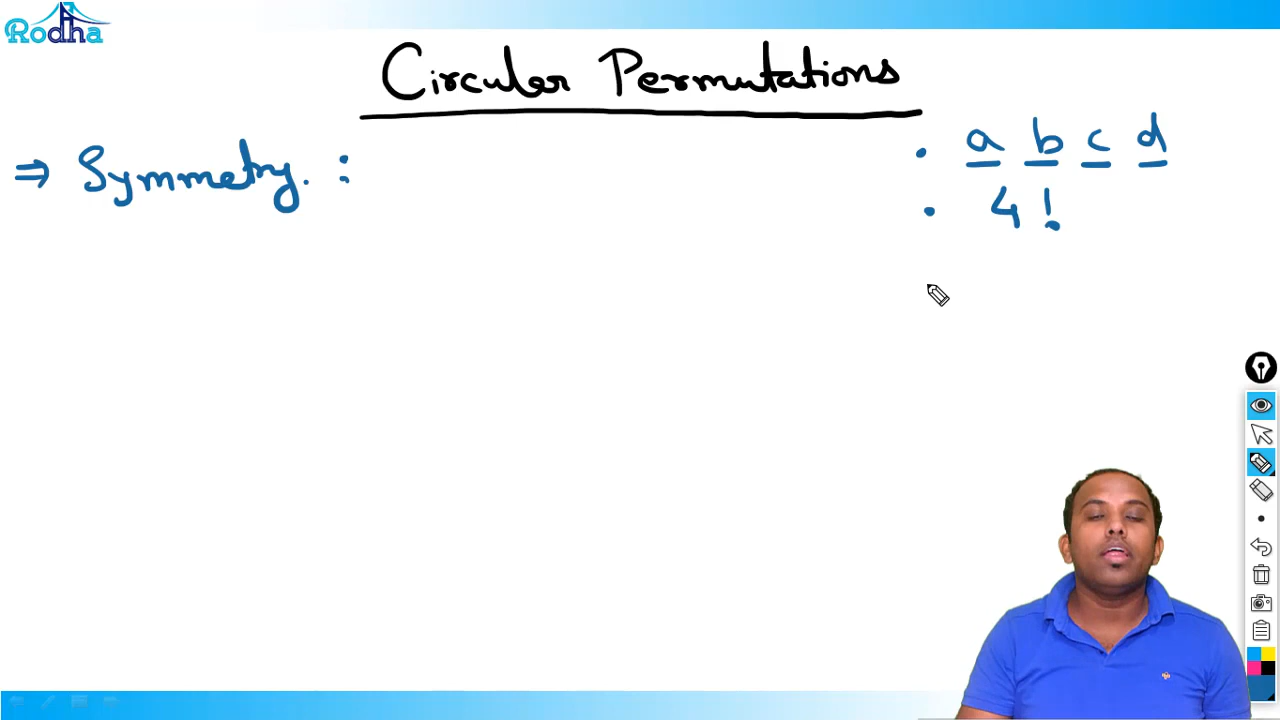 Rodha
Circular Permutations
⇒ Symmetry. :
• a b c d
• 4!